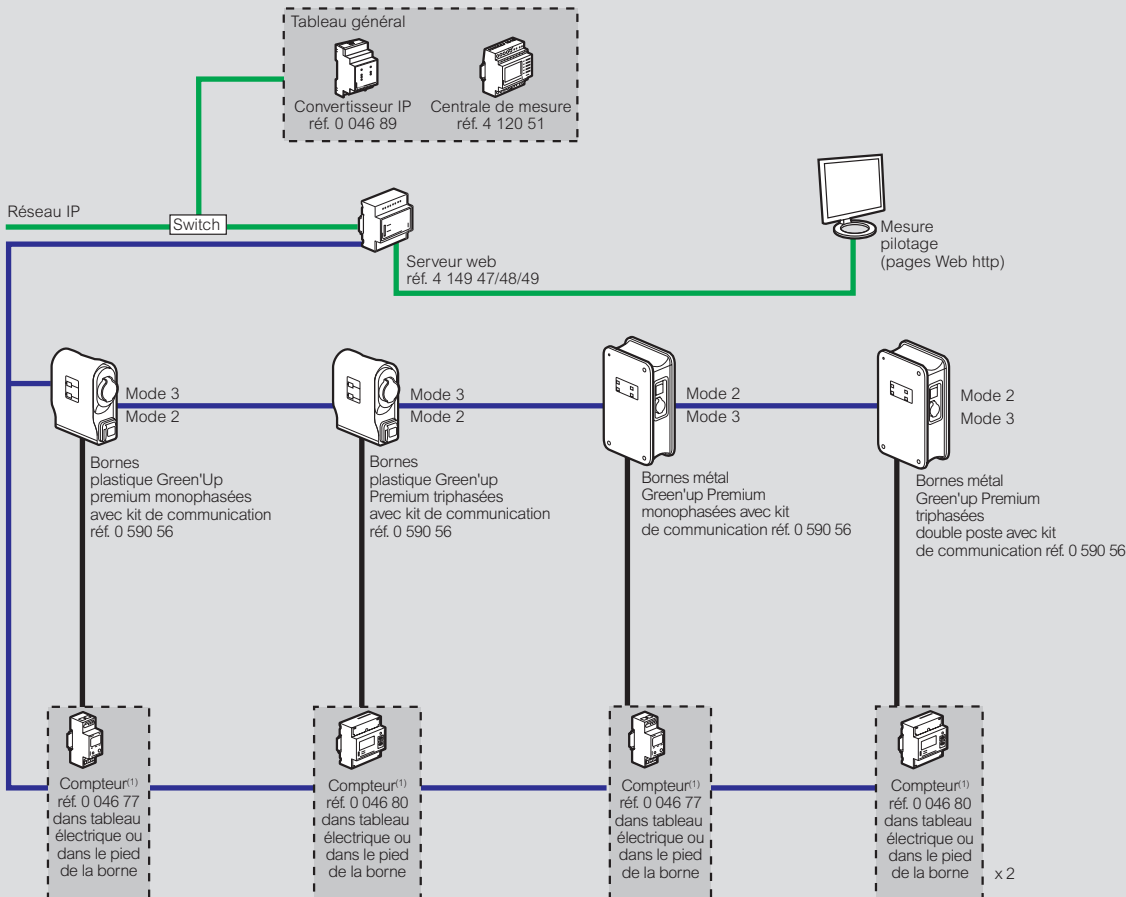 Tableau général
Convertisseur IP
réf. 0 046 89
Centrale de mesure
réf. 4 120 51
Réseau IP
Switch
Serveur web
réf. 4 149 47/48/49
Mesure
pilotage
(pages Web http)
Mode 3
Mode 2
Bornes
plastique Green'Up
premium monophasées
avec kit de communication
réf. 0 590 56
Mode 3
Mode 2
Bornes
plastique Green'up
Premium triphasées
avec kit de communication
réf. 0 590 56
Mode 2
Mode 3
Bornes métal
Green'up Premium
monophasées avec kit
de communication réf. 0 590 56
Mode 2
Mode 3
Bornes métal
Green'up Premium
triphasées
double poste avec kit
de communication réf. 0 590 56
Compteur(1)
réf. 0 046 77
dans tableau
électrique ou
dans le pied
de la borne
Compteur(1)
réf. 0 046 80
dans tableau
électrique ou
dans le pied
de la borne
Compteur(1)
réf. 0 046 77
dans tableau
électrique ou
dans le pied
de la borne
Compteur(1)
réf. 0 046 80
dans tableau
électrique ou
dans le pied
de la borne
x 2